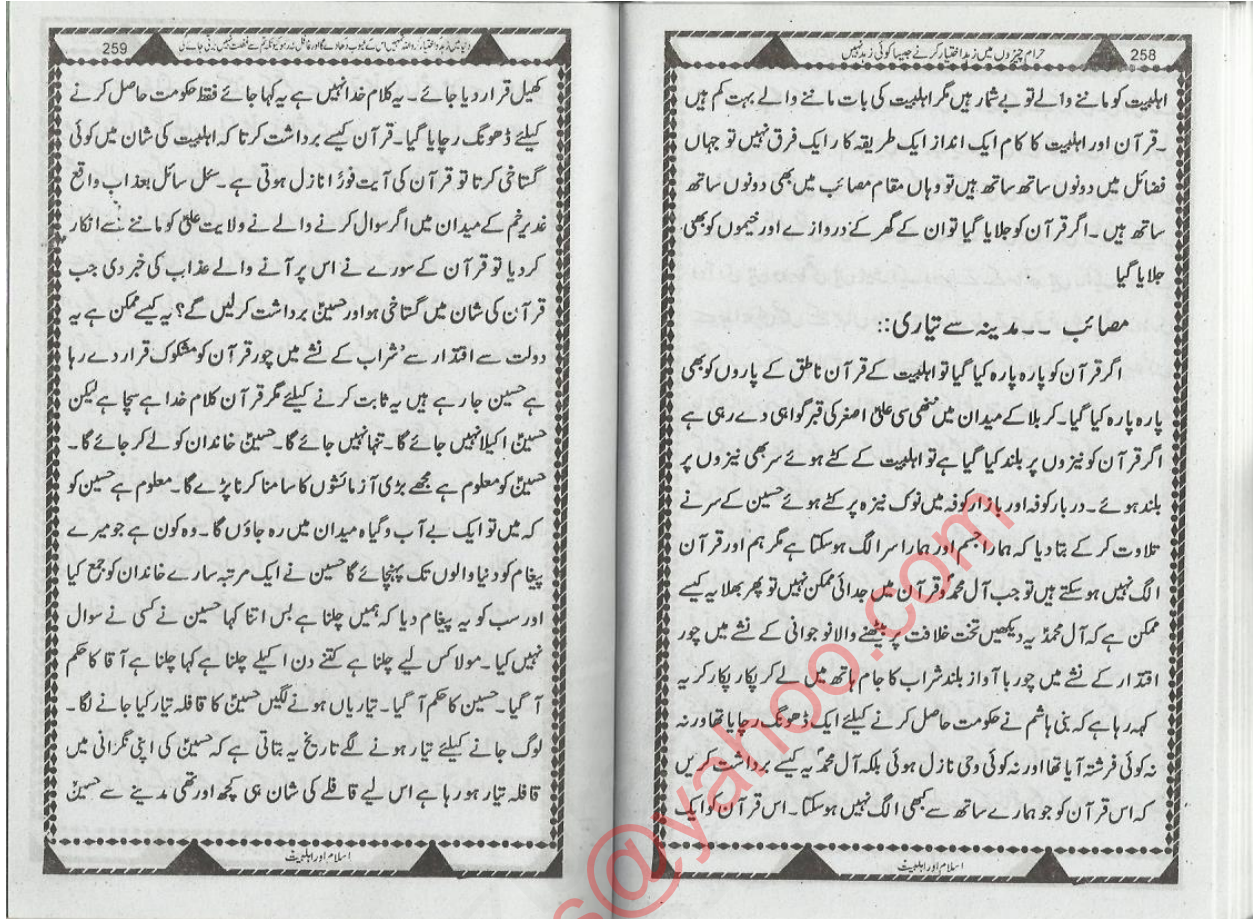 258
حرام چیزوں میں زہد اختیار کرنے جیسا کوئی زہد نہیں
اہلبیت کو ماننے والے تو بے شمار ہیں مگر اہلبیت کی بات ماننے والے بہت کم ہیں
۔قرآن اور اہلبیت کا کام ایک انداز ایک طریقہ کار ایک فرق نہیں تو جہاں
فضائل میں دونوں ساتھ ساتھ ہیں تو وہاں مقام مصائب میں بھی دونوں ساتھ
ساتھ ہیں ۔اگر قرآن کو جلایا گیا تو ان کے گھر کے دروازے اور خیموں کو بھی
جلایا گیا
مصائب ۔۔ مدینہ سے تیاری::
اگر قرآن کو پارہ پارہ کیا گیا تو اہلبیت کے قرآن ناطق کے پاروں کو بھی
پارہ پارہ کیا گیا۔ کربلا کے میدان میں ننھی سی علی اصغر کی قبر گواہی دے رہی ہے
اگر قرآن کو نیزوں پر بلند کیا گیا ہے تو اہلبیت کے کٹے ہوئے سر بھی نیزوں پر
بلند ہوئے ۔ دربار کوفہ اور بازار کوفہ میں نوک نیزہ پر کٹے ہوئے حسین کے سر نے
تلاوت کر کے بتا دیا کہ ہمارا جسم اور ہمارا سر الگ ہو سکتا ہے مگر ہم اور قرآن
الگ نہیں ہو سکتے ہیں تو جب آل محمدؐ و قرآن میں جدائی ممکن نہیں تو پھر بھلا یہ کیسے
ممکن ہے کہ آل محمدؐ یہ دیکھیں تخت خلافت پر بیٹھنے والا نوجوانی کے نشے میں چور
اقتدار کے نشے میں چور با آواز بلند شراب کا جام ہاتھ میں لے کر پکار پکار کر یہ
کہہ رہا ہے کہ بنی ہاشم نے حکومت حاصل کرنے کیلئے ایک ڈھونگ رچایا تھا ورنہ
نہ کوئی فرشتہ آیا تھا اور نہ کوئی وحی نازل ہوئی بلکہ آل محمدؐ یہ کیسے برداشت کریں
کہ اس قرآن کو جو ہمارے ساتھ سے کبھی الگ نہیں ہو سکتا ۔ اس قرآن کو ایک
اسلام اور اہلبیت
259
دنیا میں زہد اختیار کرو اللہ تمہیں اس کے عیوب دکھا دے گا اور غافل نہ رہو کیونکہ تم سے غفلت نہیں برتی جائے گی
کھیل قرار دیا جائے ۔ یہ کلام خدا نہیں ہے یہ کہا جائے فقط حکومت حاصل کرنے
کیلئے ڈھونگ رچایا گیا۔ قرآن کیسے برداشت کرتا کہ اہلبیت کی شان میں کوئی
گستاخی کرتا تو قرآن کی آیت فوراً نازل ہوتی ہے ۔ سئل سائل بعذاب واقع
غدیر خم کے میدان میں اگر سوال کرنے والے نے ولایت علیؑ کو ماننے سے انکار
کر دیا تو قرآن کے سورے نے اس پر آنے والے عذاب کی خبر دی جب
قرآن کی شان میں گستاخی ہو اور حسینؑ برداشت کر لیں گے؟ یہ کیسے ممکن ہے یہ
دولت سے اقتدار سے شراب کے نشے میں چور قرآن کو مشکوک قرار دے رہا
ہے حسین جا رہے ہیں یہ ثابت کرنے کیلئے مگر قرآن کلام خدا ہے سچا ہے لیکن
حسینؑ اکیلا نہیں جائے گا۔ تنہا نہیں جائے گا۔ حسینؑ خاندان کو لے کر جائے گا ۔
حسینؑ کو معلوم ہے مجھے بڑی آزمائشوں کا سامنا کرنا پڑے گا۔ معلوم ہے حسین کو
کہ میں تو ایک بے آب و گیاہ میدان میں رہ جاؤں گا ۔ وہ کون ہے جو میرے
پیغام کو دنیا والوں تک پہنچائے گا حسین نے ایک مرتبہ سارے خاندان کو جمع کیا
اور سب کو یہ پیغام دیا کہ ہمیں چلنا ہے بس اتنا کہا حسین نے کسی نے سوال
نہیں کیا ۔ مولا کس لیے چلنا ہے کتنے دن اکیلے چلنا ہے کہا چلنا ہے آقا کا حکم
آ گیا ۔ حسین کا حکم آ گیا ۔ تیاریاں ہونے لگیں حسینؑ کا قافلہ تیار کیا جانے لگا ۔
لوگ جانے کیلئے تیار ہونے لگے تاریخ یہ بتاتی ہے کہ حسینؑ کی اپنی نگرانی میں
قافلہ تیار ہو رہا ہے اس لیے قافلے کی شان ہی کچھ اور تھی مدینے سے حسینؑ
اسلام اور اہلبیت
s@yahoo.com